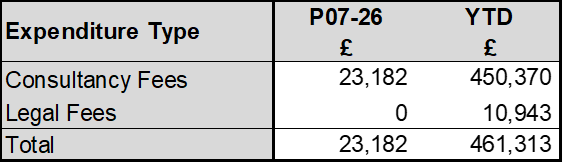 Expenditure Type P07-26 YTD
£ £
Consultancy Fees 23,182 450,370
Legal Fees 0 10,943
Total 23,182 461,313